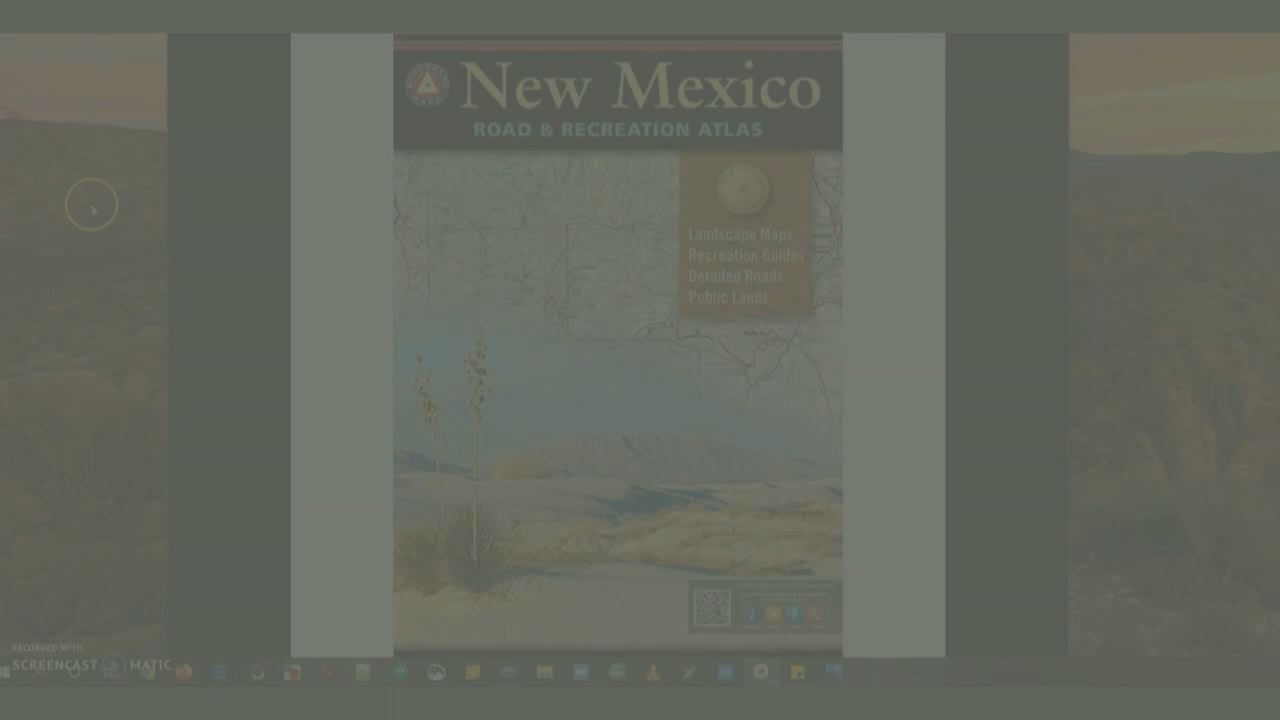 New Mexico
ROAD & RECREATION ATLAS
Landscape Maps
Recreation Guides
Detailed Roads
Public Lands
RECORDED WITH
SCREENCAST MATIC